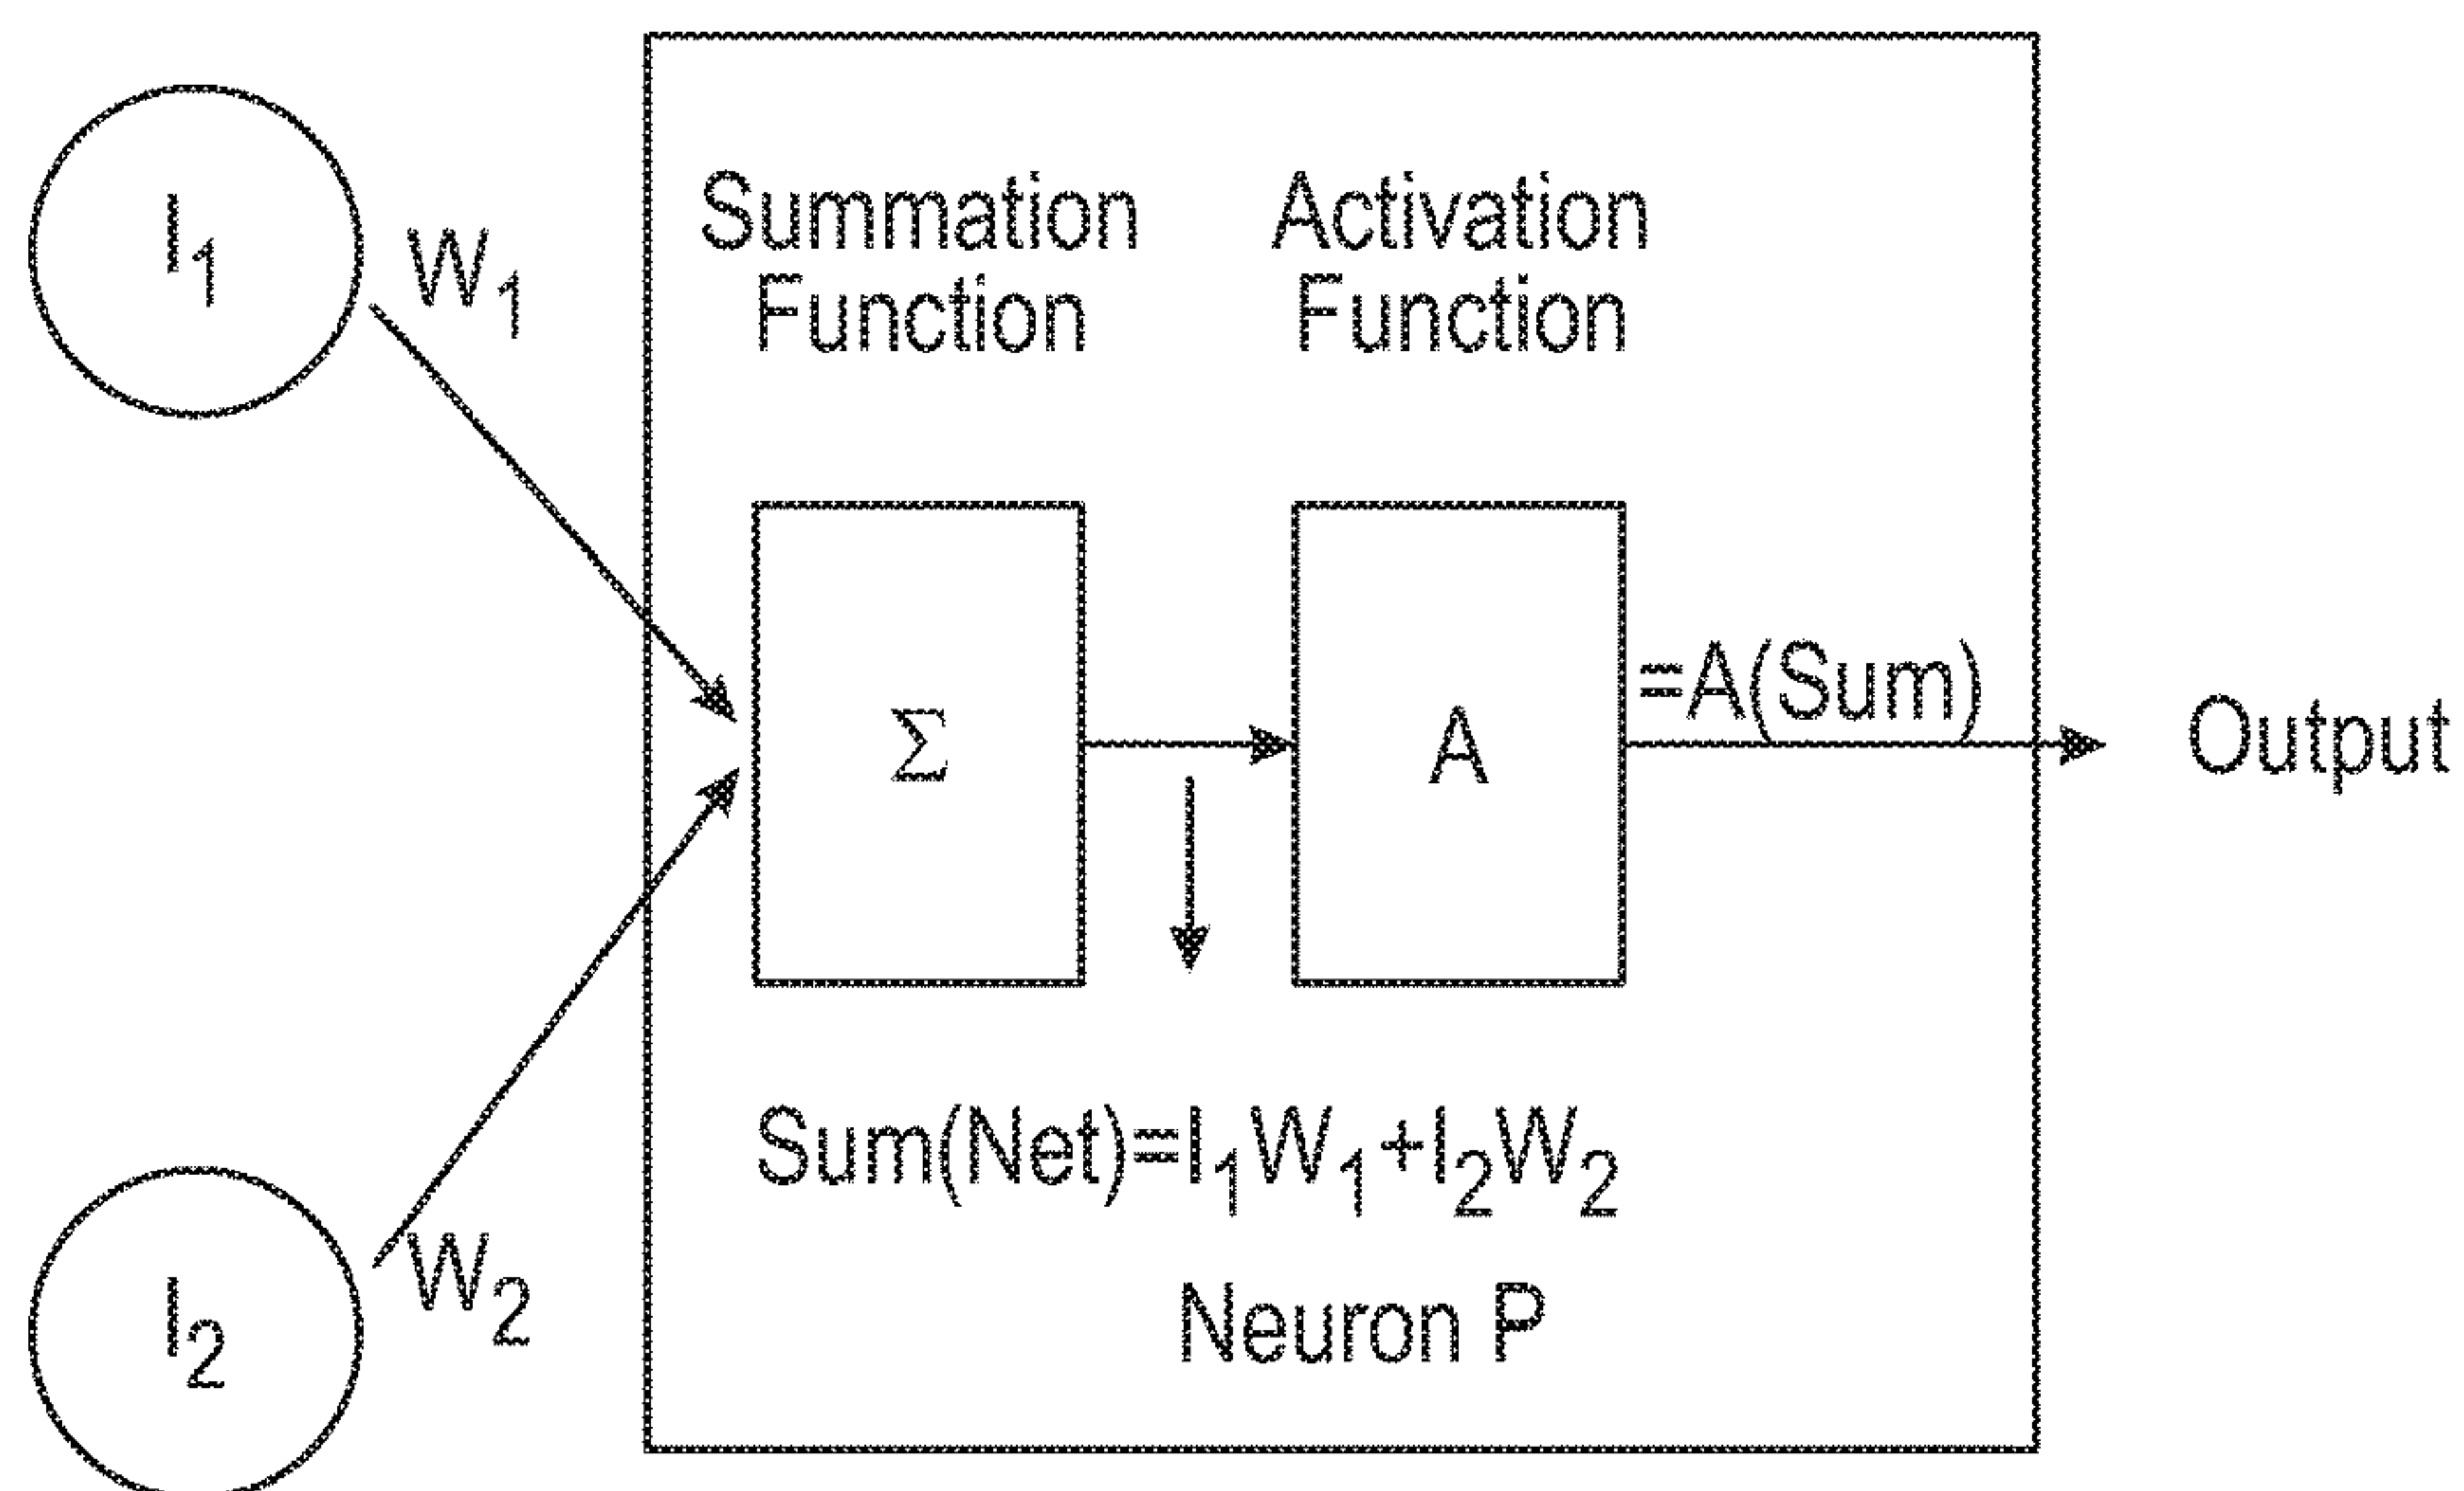 I₁
W₁
Summation
Function
Activation
Function
Σ
A
=A(Sum)
Output
Sum(Net)=I₁W₁+I₂W₂
W₂
I₂
Neuron P